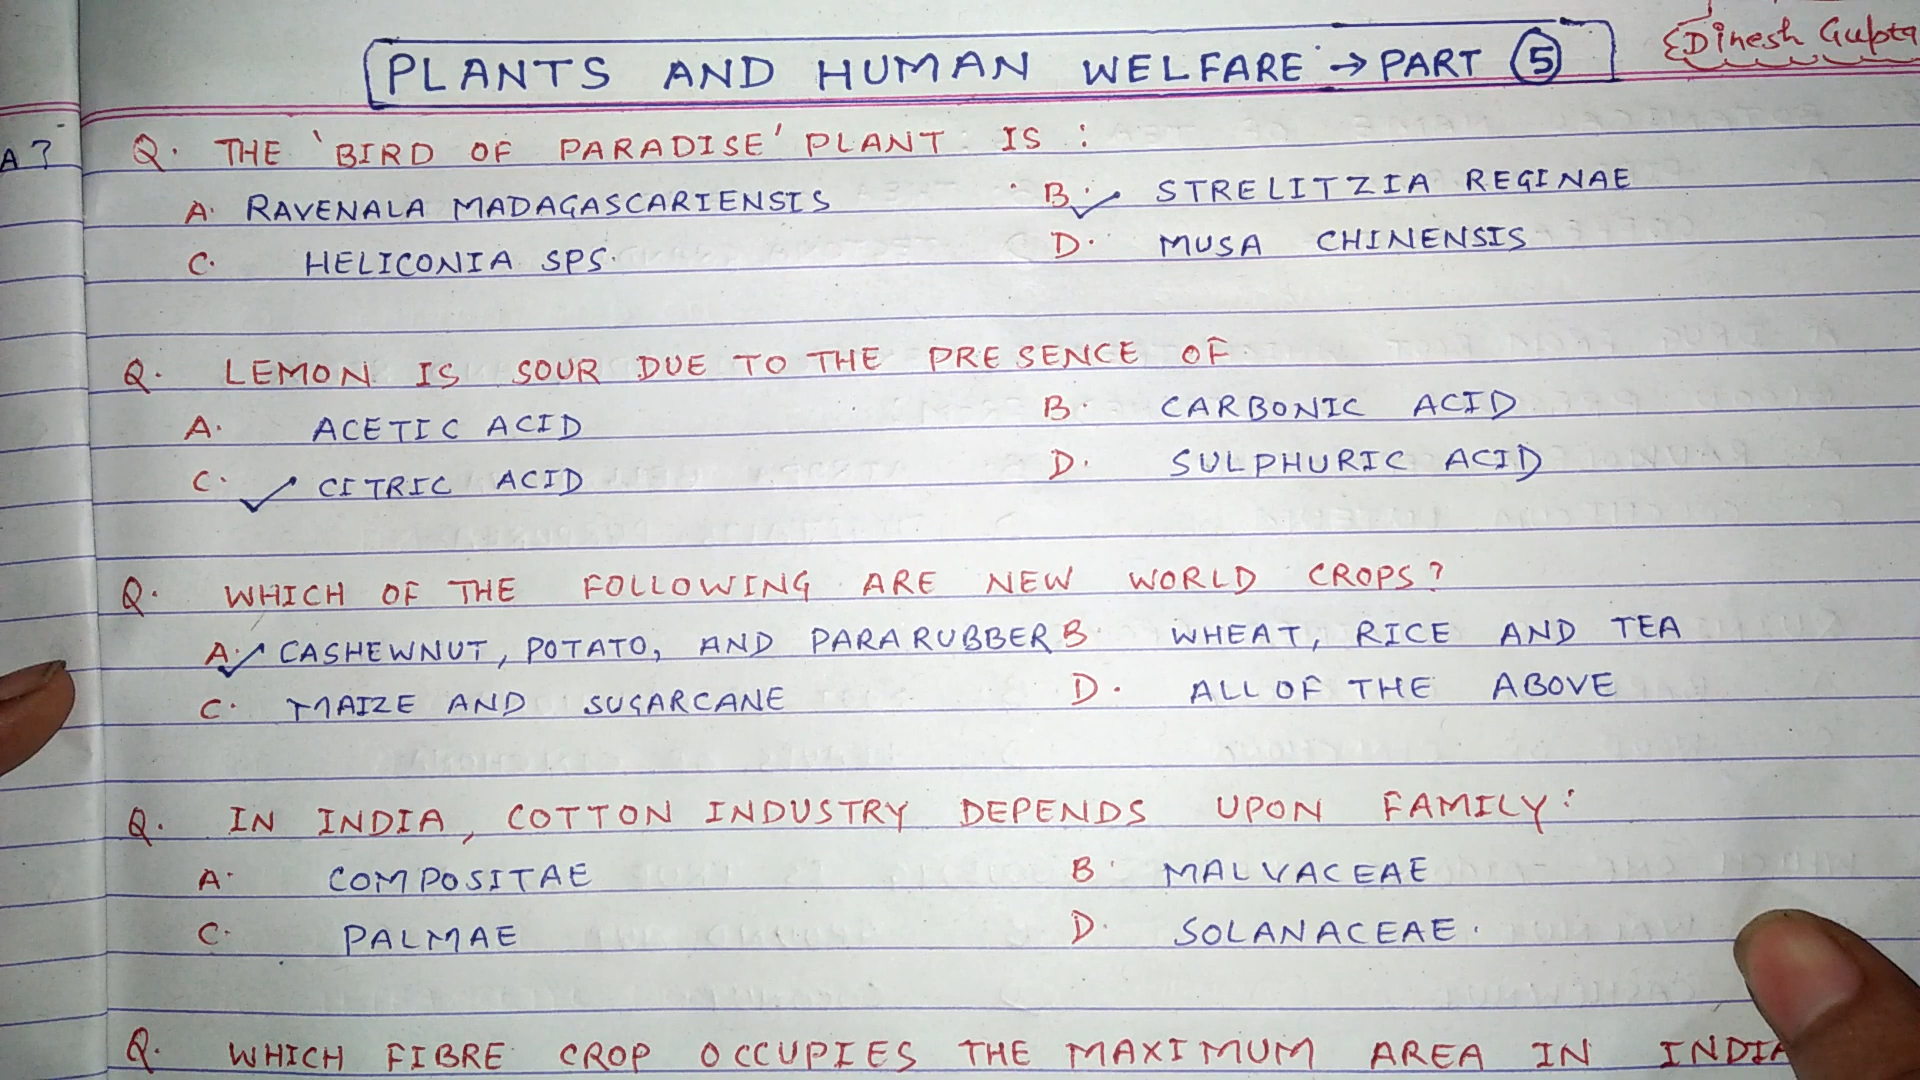 PLANTS AND HUMAN WELFARE → PART 5
Dinesh Gupta
A?
Q. THE 'BIRD OF PARADISE' PLANT IS :
A. RAVENALA MADAGASCARIENSIS B. STRELITZIA REGINAE
C. HELICONIA SPS. D. MUSA CHINENSIS
Q. LEMON IS SOUR DUE TO THE PRESENCE OF
A. ACETIC ACID B. CARBONIC ACID
C. CITRIC ACID D. SULPHURIC ACID
Q. WHICH OF THE FOLLOWING ARE NEW WORLD CROPS?
A. CASHEWNUT, POTATO, AND PARARUBBER B. WHEAT, RICE AND TEA
C. MAIZE AND SUGARCANE D. ALL OF THE ABOVE
Q. IN INDIA, COTTON INDUSTRY DEPENDS UPON FAMILY:
A. COMPOSITAE B. MALVACEAE
C. PALMAE D. SOLANACEAE.
Q. WHICH FIBRE CROP OCCUPIES THE MAXIMUM AREA IN INDIA